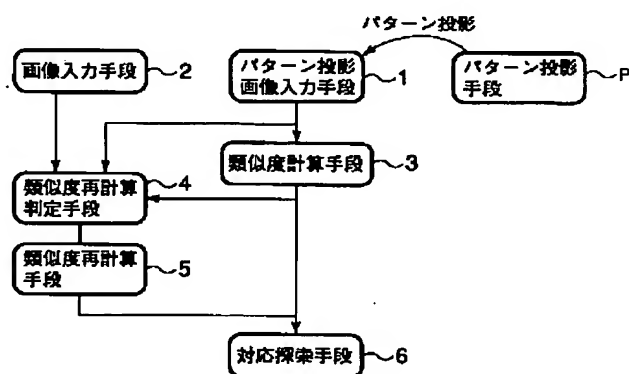 パターン投影
画像入力手段
2
パターン投影
画像入力手段
1
パターン投影
手段
P
類似度計算手段
3
類似度再計算
判定手段
4
類似度再計算
手段
5
対応探索手段
6